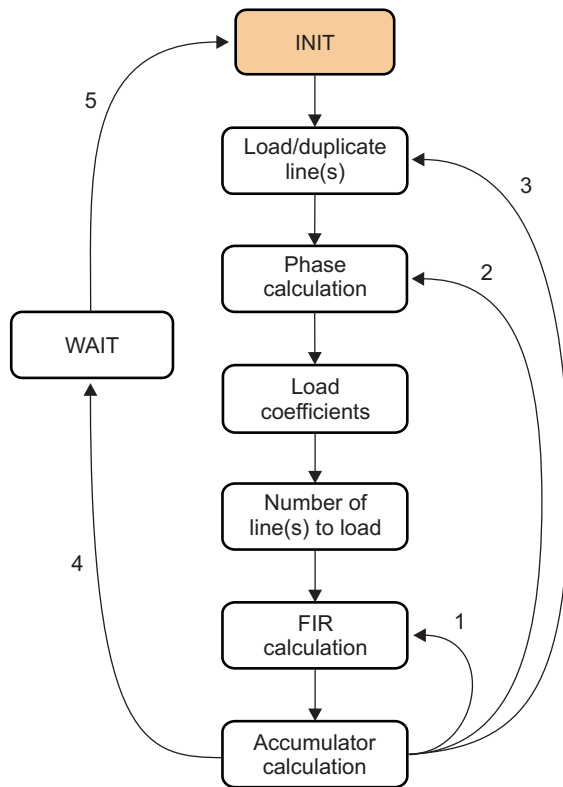 INIT
5
Load/duplicate
line(s)
3
Phase
calculation
2
WAIT
Load
coefficients
Number of
line(s) to load
4
FIR
calculation
1
Accumulator
calculation